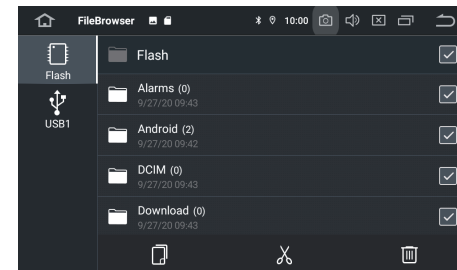 FileBrowser
10:00
Flash
USB1
Flash
Alarms (0)
9/27/20 09:43
Android (2)
9/27/20 09:42
DCIM (0)
9/27/20 09:43
Download (0)
9/27/20 09:43